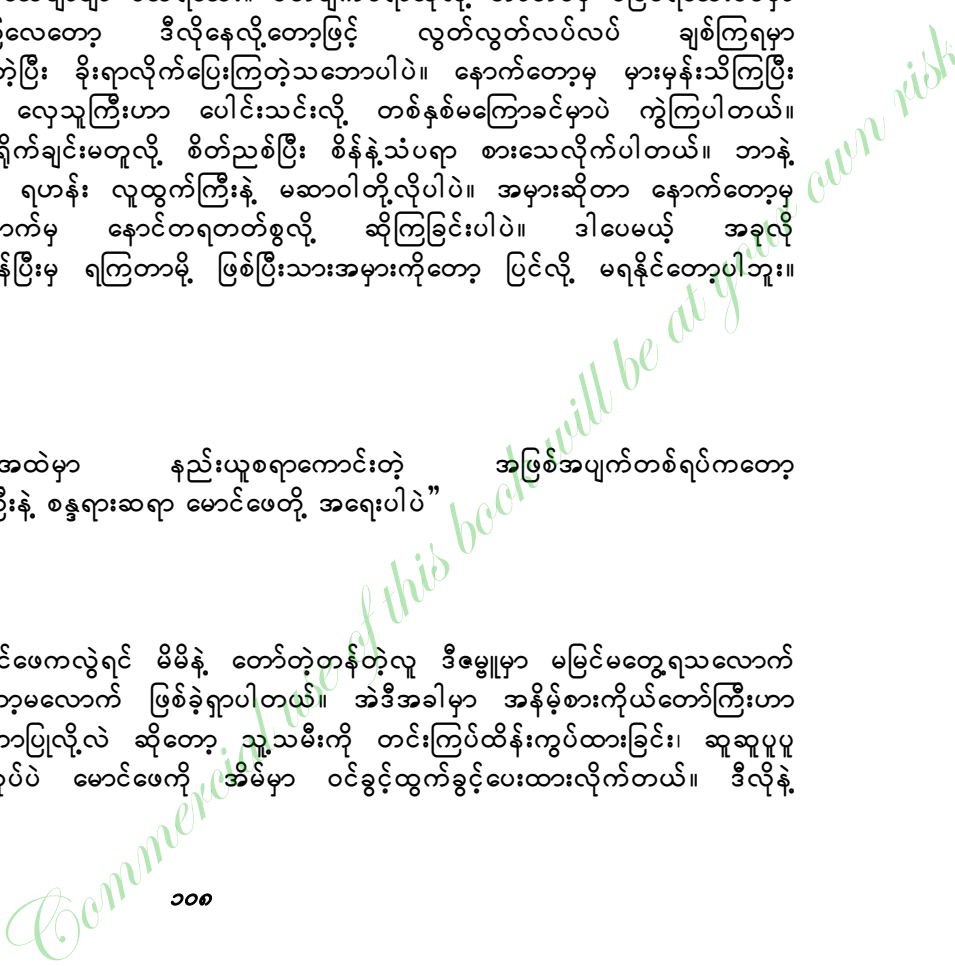 ဒီလိုနေလို့တော့ဖြင့် လွတ်လွတ်လပ်လပ် ချစ်ကြရမှာ
ခိုးရာလိုက်ပြေးကြတဲ့သဘောပါပဲ။ နောက်တော့မှ မှားမှန်းသိကြပြီး
လှေသူကြီးဟာ ပေါင်းသင်းလို့ တစ်နှစ်မကြောခင်မှာပဲ ကွဲကြပါတယ်။
ရိုက်ချင်းမတူလို့ စိတ်ညစ်ပြီး စိန်နဲ့သံပရာ စားသေလိုက်ပါတယ်။ ဘာနဲ့
ရဟန်း လူထွက်ကြီးနဲ့ မဆာဝါတို့လိုပါပဲ။ အမှားဆိုတာ နောက်တော့မှ
နောင်တရတတ်စွလို့ ဆိုကြခြင်းပါပဲ။ ဒါပေမယ့် အခုလို
န်ပြီးမှ ရကြတာမို့ ဖြစ်ပြီးသားအမှားကိုတော့ ပြင်လို့ မရနိုင်တော့ပါဘူး။
အထဲမှာ နည်းယူစရာကောင်းတဲ့ အဖြစ်အပျက်တစ်ရပ်ကတော့
ကြီးနဲ့ စန္ဒရားဆရာ မောင်ဖေတို့ အရေးပါပဲ”
င်ဖေကလွဲရင် မိမိနဲ့ တော်တဲ့တန်တဲ့လူ ဒီဇမ္ဗူမှာ မမြင်မတွေ့ရသလောက်
ဖြစ်ခဲ့ရှာပါတယ်။ အဲဒီအခါမှာ အနိမ့်စားကိုယ်တော်ကြီးဟာ
ဘာပြုလို့လဲ ဆိုတော့ သူ့သမီးကို တင်းကြပ်ထိန်းကွပ်ထားခြင်း၊ ဆူဆူပူပူ
မောင်ဖေကို အိမ်မှာ ဝင်ခွင့်ထွက်ခွင့်ပေးထားလိုက်တယ်။ ဒီလိုနဲ့
၁၀၈
Commercial use of this book will be at your own risk